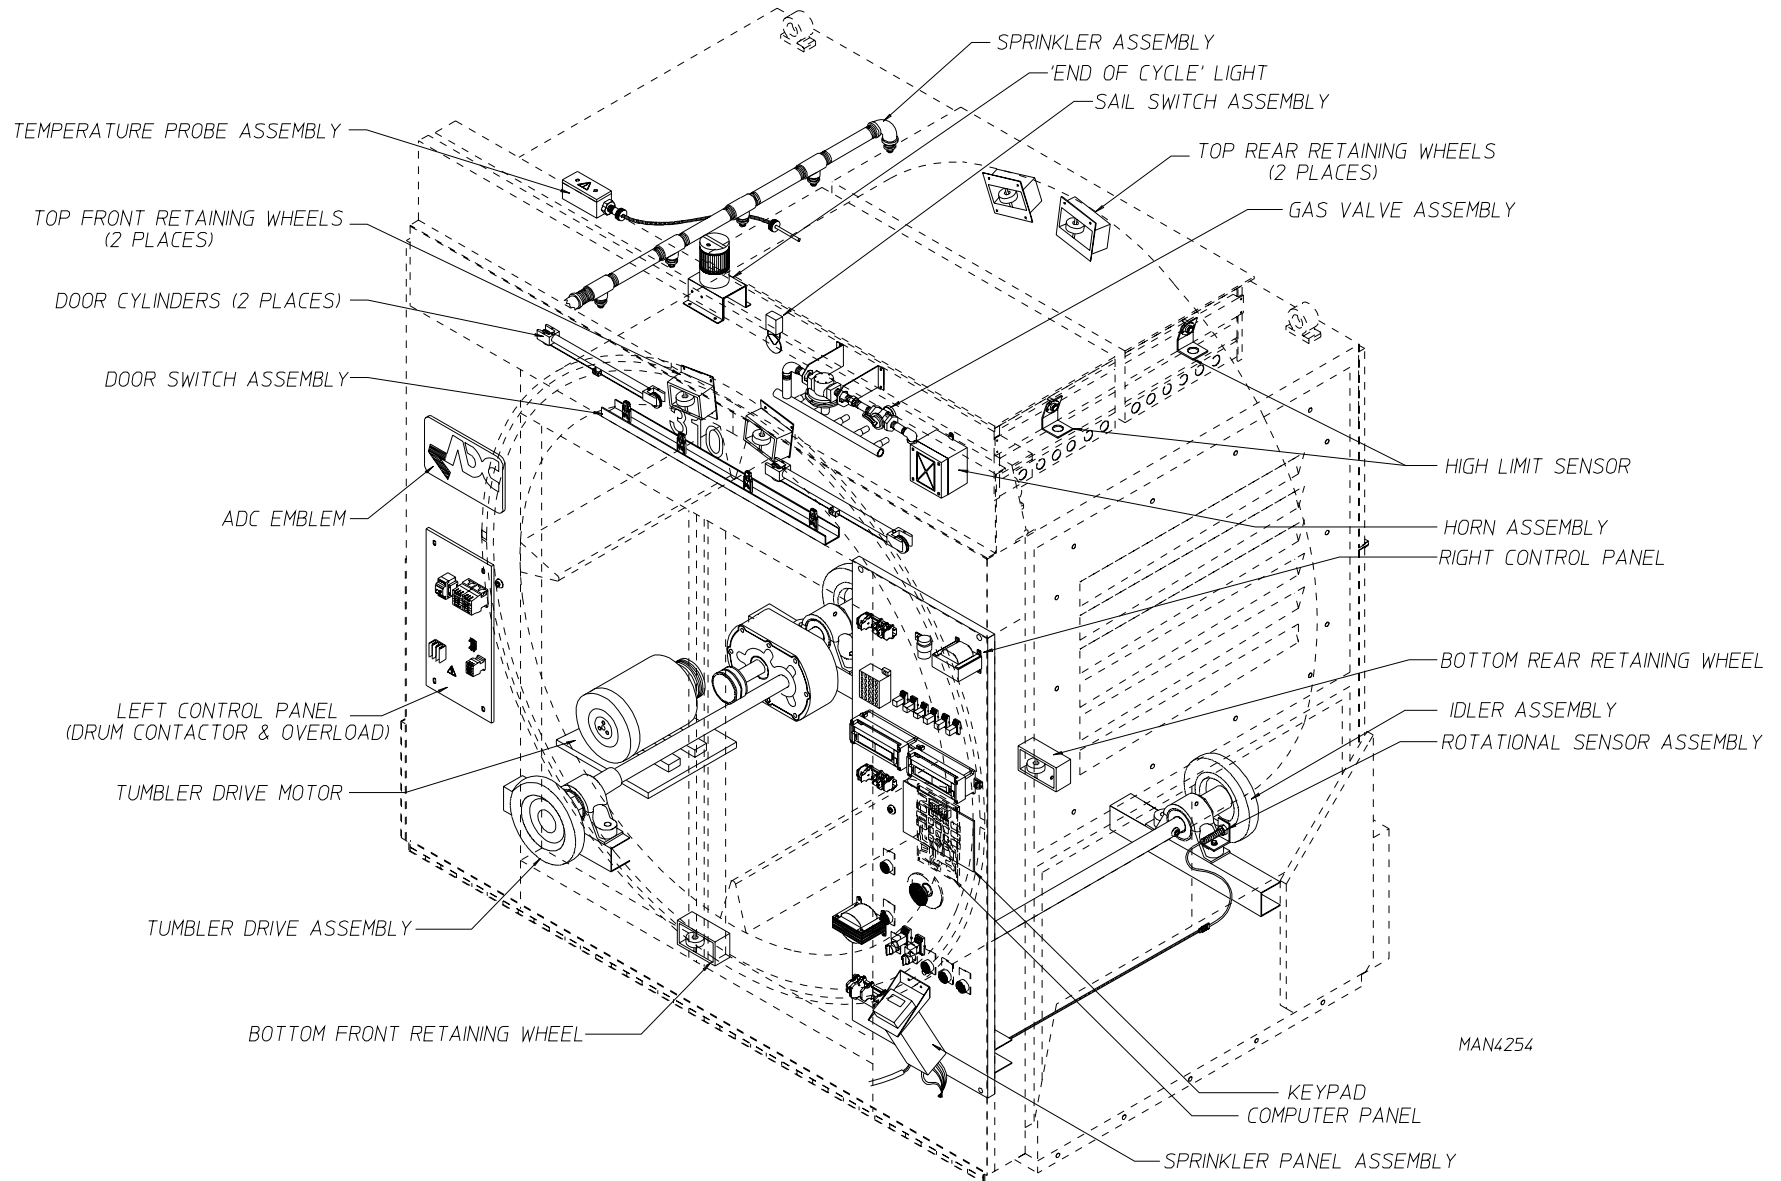 SPRINKLER ASSEMBLY
'END OF CYCLE' LIGHT
SAIL SWITCH ASSEMBLY
TEMPERATURE PROBE ASSEMBLY
TOP REAR RETAINING WHEELS
(2 PLACES)
TOP FRONT RETAINING WHEELS
(2 PLACES)
GAS VALVE ASSEMBLY
DOOR CYLINDERS (2 PLACES)
DOOR SWITCH ASSEMBLY
310
ADC
HIGH LIMIT SENSOR
ADC EMBLEM
HORN ASSEMBLY
RIGHT CONTROL PANEL
BOTTOM REAR RETAINING WHEEL
LEFT CONTROL PANEL
(DRUM CONTACTOR & OVERLOAD)
IDLER ASSEMBLY
ROTATIONAL SENSOR ASSEMBLY
TUMBLER DRIVE MOTOR
TUMBLER DRIVE ASSEMBLY
BOTTOM FRONT RETAINING WHEEL
MAN4254
KEYPAD
COMPUTER PANEL
SPRINKLER PANEL ASSEMBLY